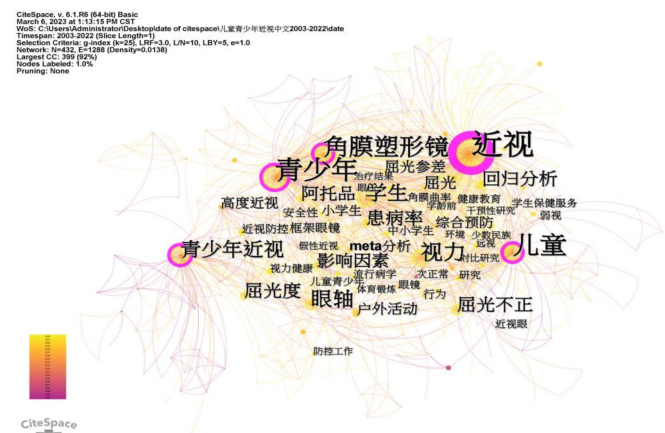 CiteSpace, v. 6.1.R6 (64-bit) Basic
March 6, 2023 at 1:13:15 PM CST
WoS: C:\Users\Administrator\Desktop\date of citespace\儿童青少年近视中文2003-2022\date
Timespan: 2003-2022 (Slice Length=1)
Selection Criteria: g-index (k=25), LRF=3.0, L/N=10, LBY=5, e=1.0
Network: N=432, E=1288 (Density=0.0138)
Largest CC: 399 (92%)
Nodes Labeled: 1.0%
Pruning: None
角膜塑形镜
近视
青少年
治疗结果
屈光参差
阿托品
学生
屈光
回归分析
高度近视
角膜曲率
健康教育
学龄前
安全性
小学生
患病率
干预性研究
学生保健服务
弱视
近视防控
框架眼镜
中小学生
综合预防
环境
少数民族
青少年近视
假性近视
meta分析
视力
远视
儿童
影响因素
对比研究
视力健康
流行病学
次正常
研究
儿童青少年
体育锻炼
眼镜
屈光度
眼轴
行为
户外活动
屈光不正
近视眼
防控工作
CiteSpace